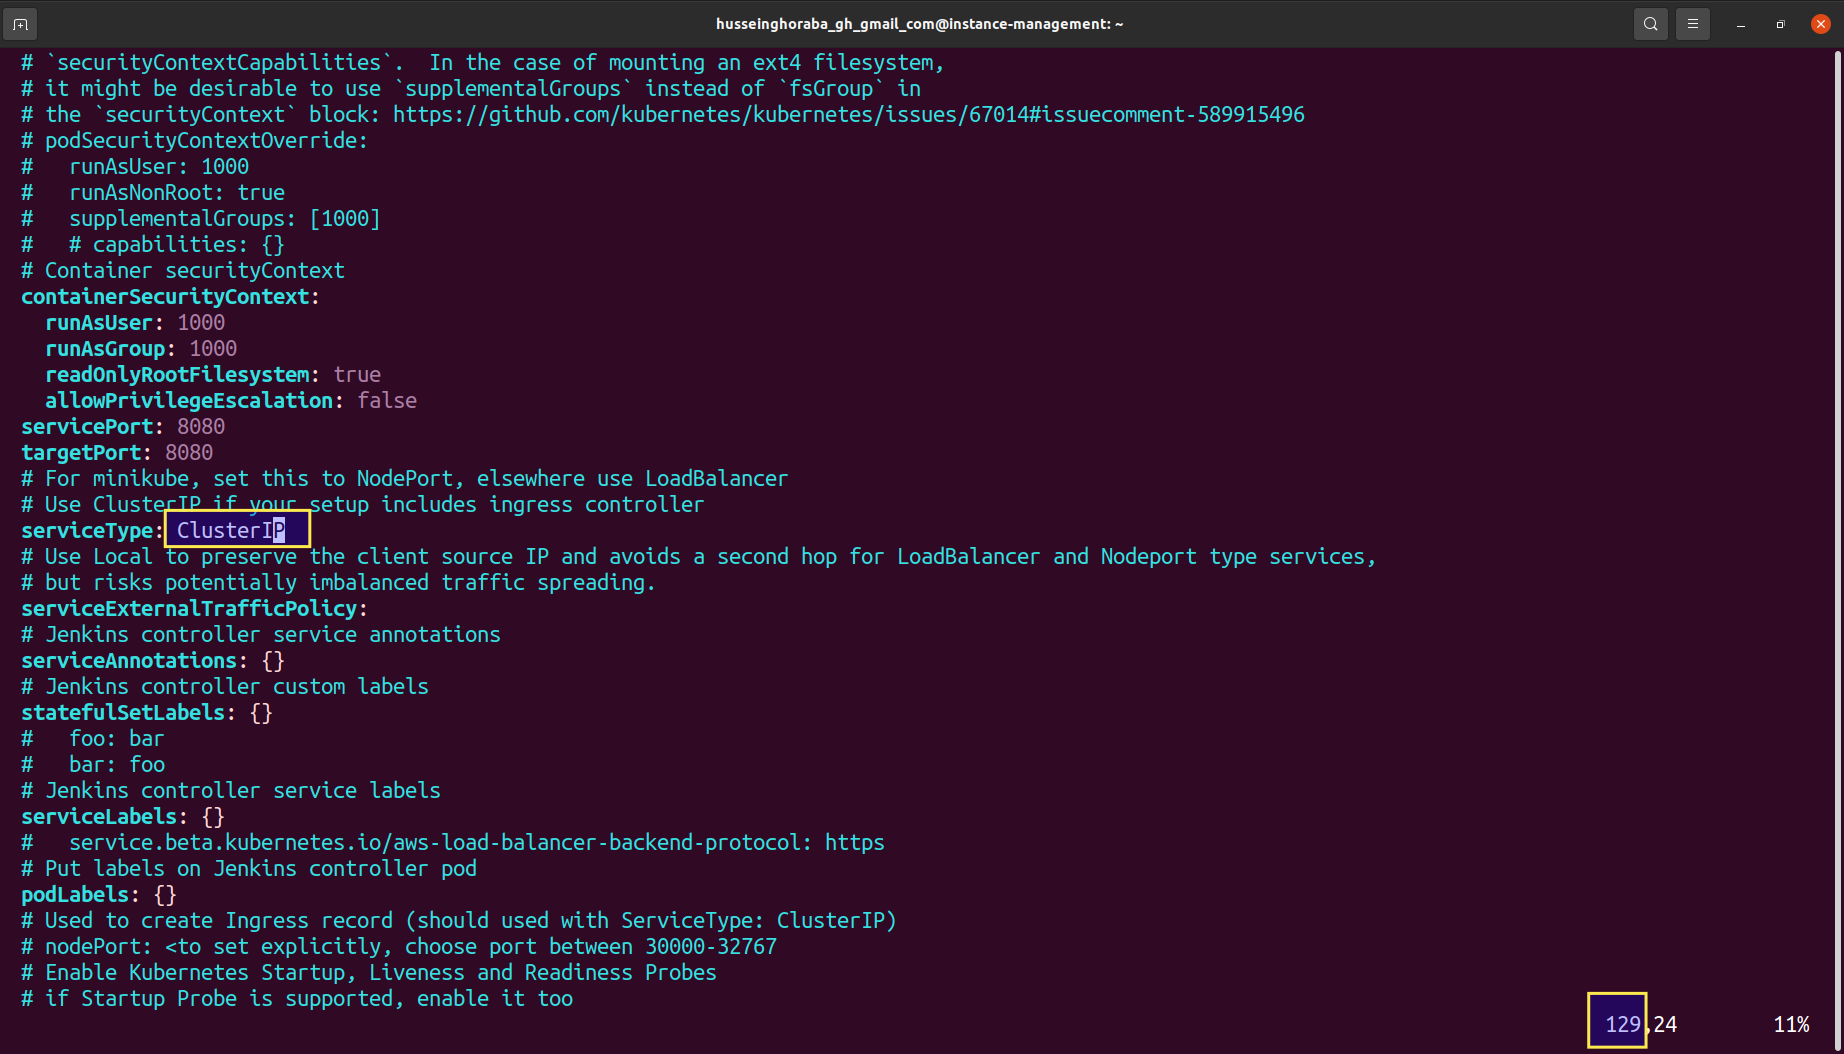 husseinghoraba_gh_gmail_com@instance-management: ~
# `securityContextCapabilities`.  In the case of mounting an ext4 filesystem,
# it might be desirable to use `supplementalGroups` instead of `fsGroup` in
# the `securityContext` block: https://github.com/kubernetes/kubernetes/issues/67014#issuecomment-589915496
# podSecurityContextOverride:
#   runAsUser: 1000
#   runAsNonRoot: true
#   supplementalGroups: [1000]
#   # capabilities: {}
# Container securityContext
containerSecurityContext:
  runAsUser: 1000
  runAsGroup: 1000
  readOnlyRootFilesystem: true
  allowPrivilegeEscalation: false
servicePort: 8080
targetPort: 8080
# For minikube, set this to NodePort, elsewhere use LoadBalancer
# Use ClusterIP if your setup includes ingress controller
serviceType: ClusterIP
# Use Local to preserve the client source IP and avoids a second hop for LoadBalancer and Nodeport type services,
# but risks potentially imbalanced traffic spreading.
serviceExternalTrafficPolicy:
# Jenkins controller service annotations
serviceAnnotations: {}
# Jenkins controller custom labels
statefulSetLabels: {}
#   foo: bar
#   bar: foo
# Jenkins controller service labels
serviceLabels: {}
#   service.beta.kubernetes.io/aws-load-balancer-backend-protocol: https
# Put labels on Jenkins controller pod
podLabels: {}
# Used to create Ingress record (should used with ServiceType: ClusterIP)
# nodePort: <to set explicitly, choose port between 30000-32767
# Enable Kubernetes Startup, Liveness and Readiness Probes
# if Startup Probe is supported, enable it too
129,24 11%